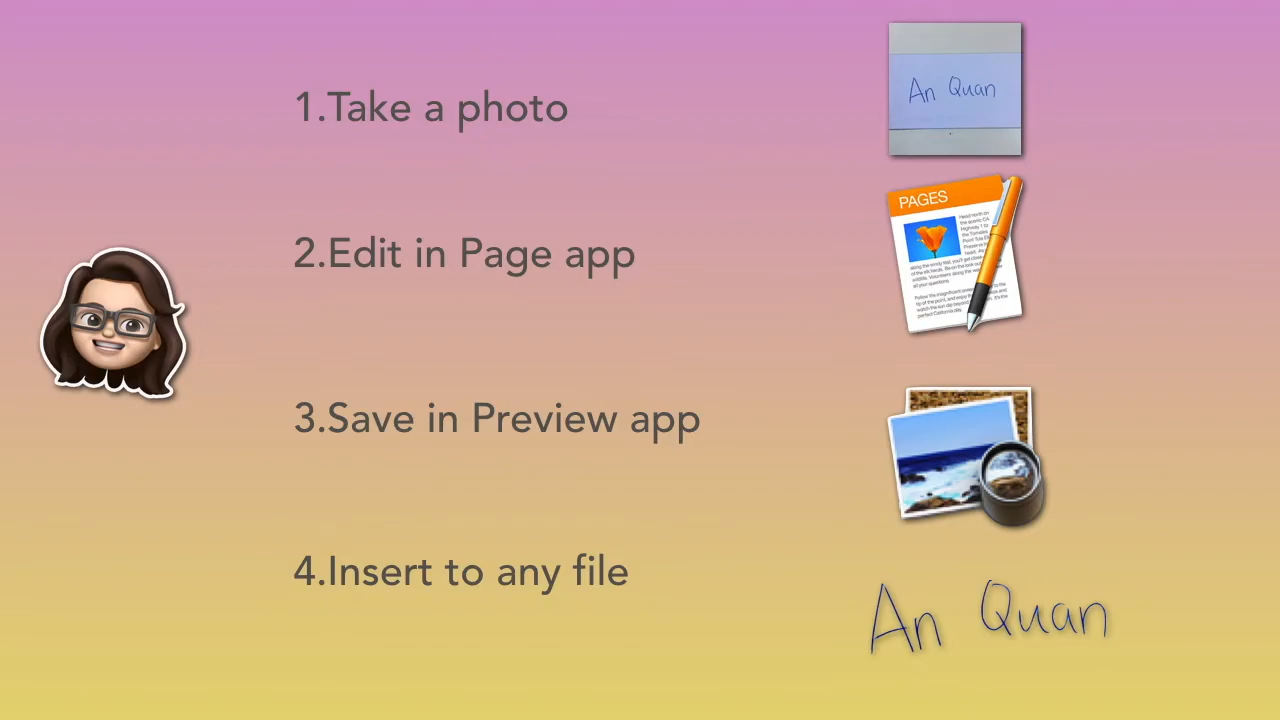 1.Take a photo
An Quan
2.Edit in Page app
PAGES
3.Save in Preview app
4.Insert to any file
An Quan